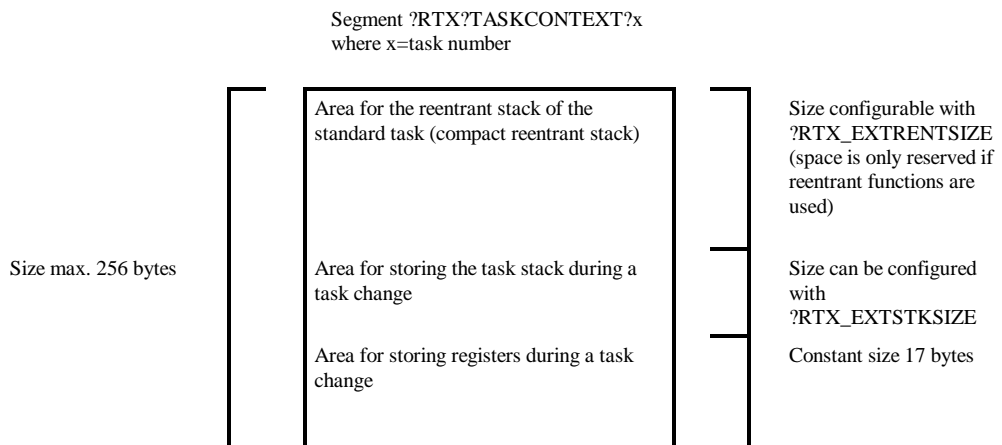 Segment ?RTX?TASKCONTEXT?x
where x=task number
Area for the reentrant stack of the
standard task (compact reentrant stack)
Size configurable with
?RTX_EXTRENTSIZE
(space is only reserved if
reentrant functions are
used)
Size max. 256 bytes
Area for storing the task stack during a
task change
Size can be configured
with
?RTX_EXTSTKSIZE
Area for storing registers during a task
change
Constant size 17 bytes